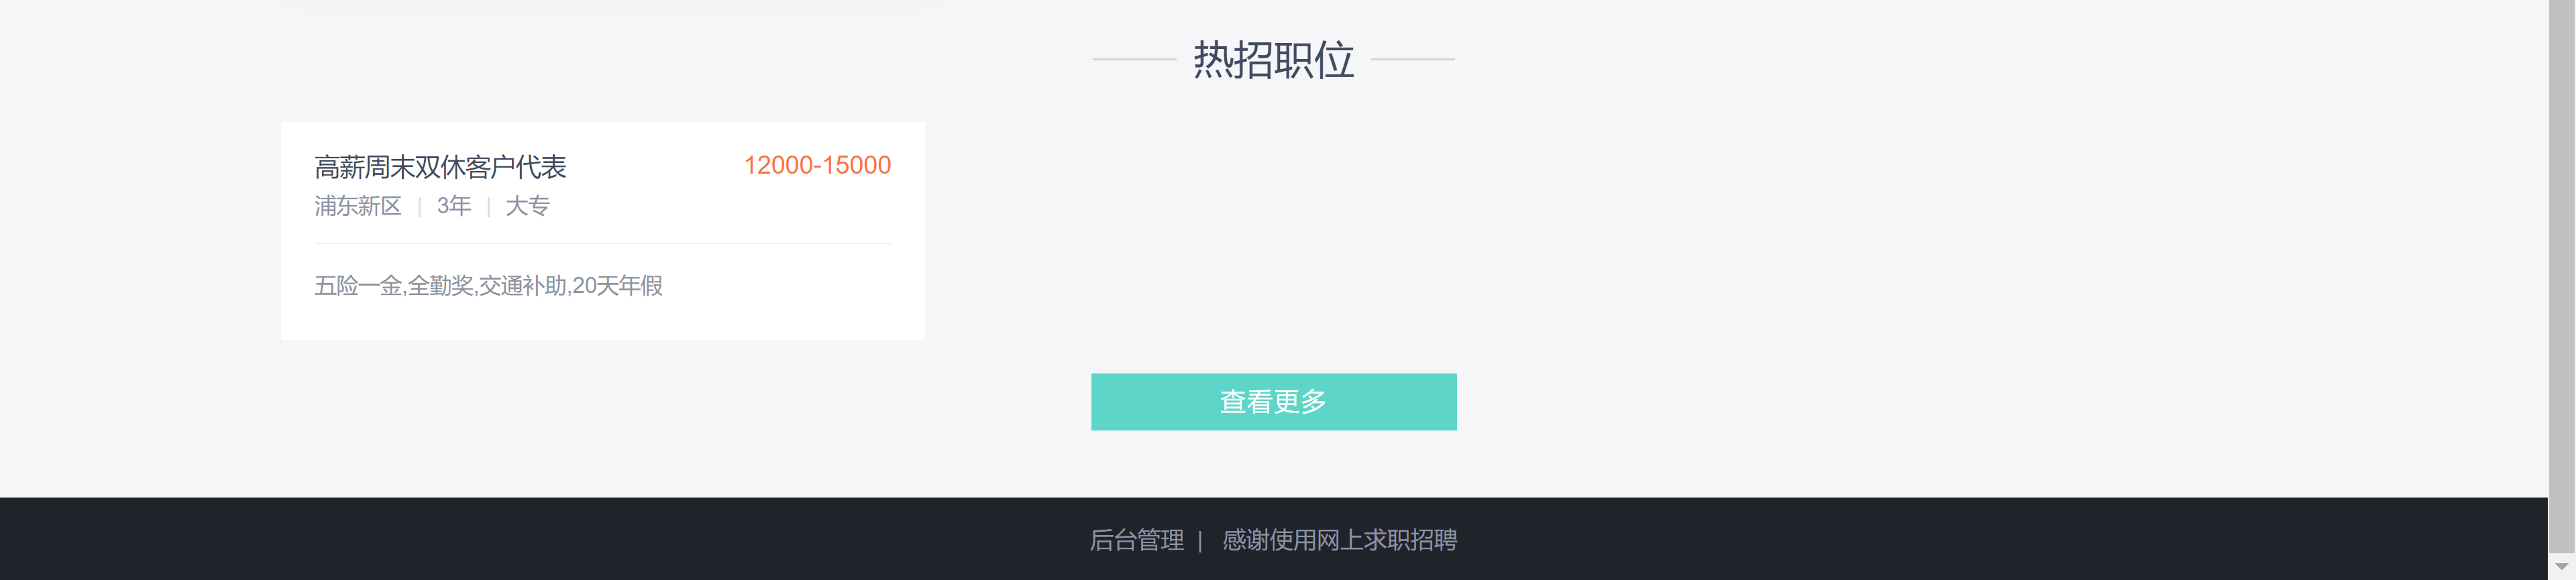 热招职位
高薪周末双休客户代表 12000-15000
浦东新区 | 3年 | 大专
五险一金,全勤奖,交通补助,20天年假
查看更多
后台管理 | 感谢使用网上求职招聘